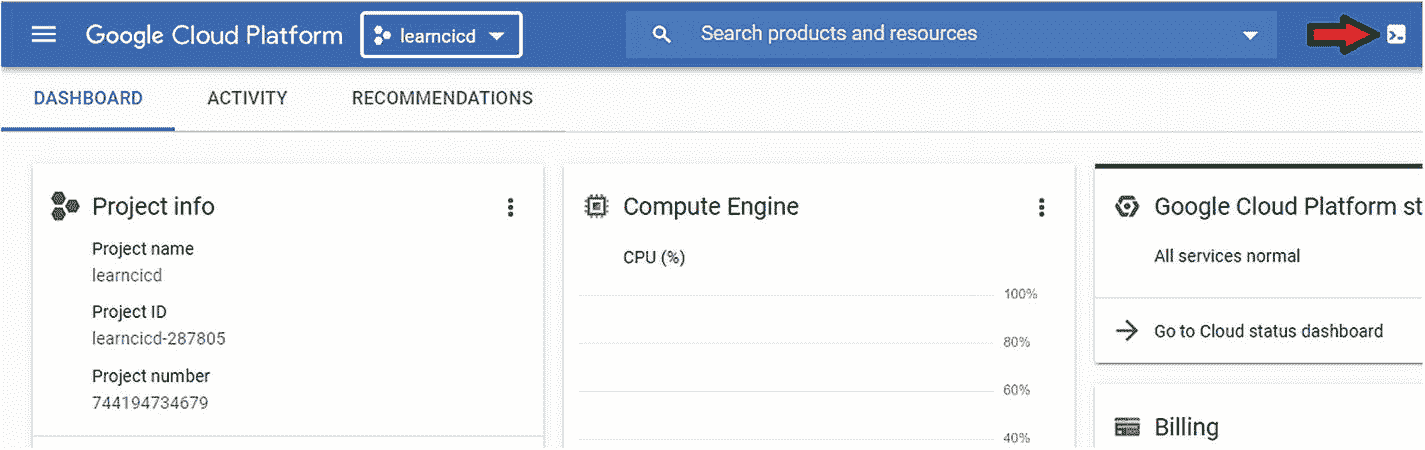 Google Cloud Platform learncicd Search products and resources
DASHBOARD ACTIVITY RECOMMENDATIONS
Project info
Project name
learncicd
Project ID
learncicd-287805
Project number
744194734679
Compute Engine
CPU (%)
100%
80%
60%
40%
Google Cloud Platform st
All services normal
Go to Cloud status dashboard
Billing